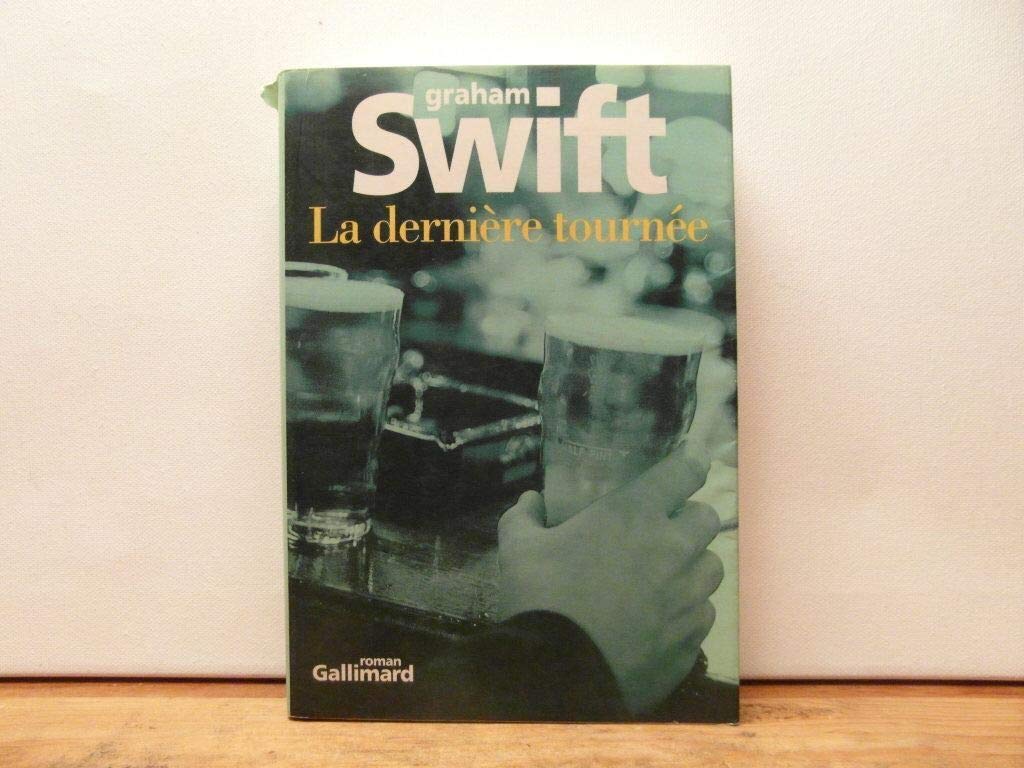 graham
Swift
La dernière tournée
roman
Gallimard